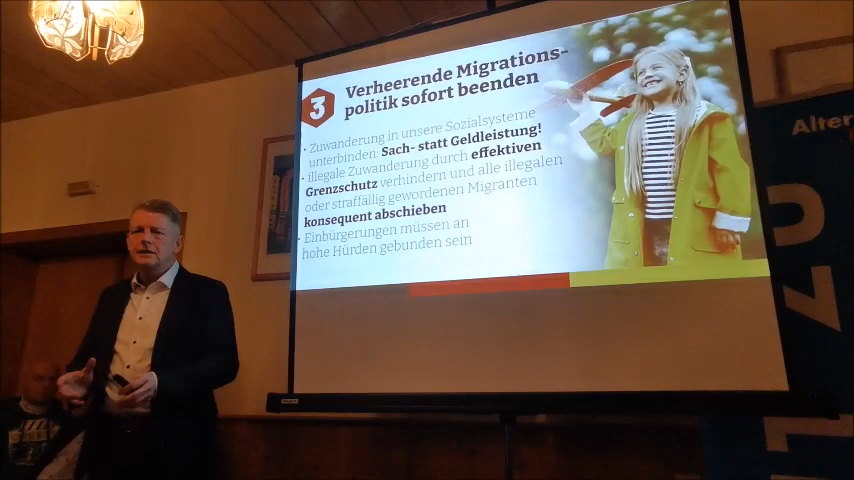 3
Verheerende Migrations-
politik sofort beenden
· Zuwanderung in unsere Sozialsysteme
unterbinden: Sach- statt Geldleistung!
· illegale Zuwanderung durch effektiven
Grenzschutz verhindern und alle illegalen
oder straffällig gewordenen Migranten
konsequent abschieben
· Einbürgerungen müssen an
hohe Hürden gebunden sein
Alter